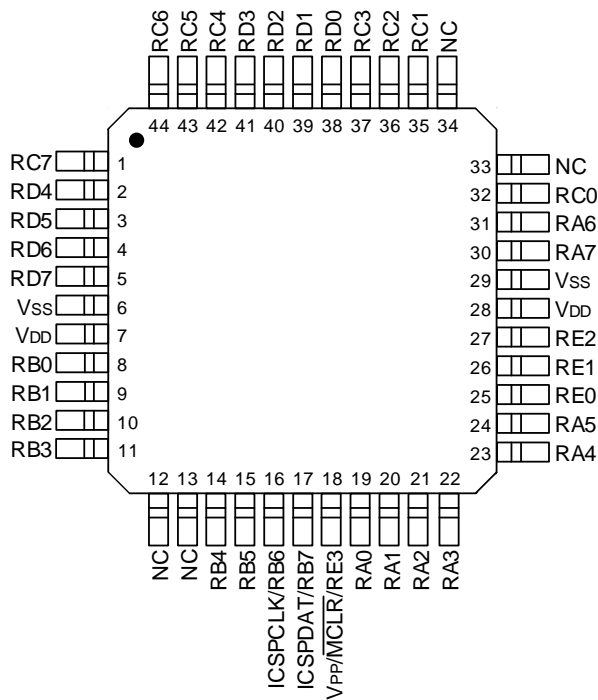 RC6
RC5
RC4
RD3
RD2
RD1
RD0
RC3
RC2
RC1
NC
44
43
42
41
40
39
38
37
36
35
34
RC7 1
RD4 2
RD5 3
RD6 4
RD7 5
VSS 6
VDD 7
RB0 8
RB1 9
RB2 10
RB3 11
33 NC
32 RC0
31 RA6
30 RA7
29 VSS
28 VDD
27 RE2
26 RE1
25 RE0
24 RA5
23 RA4
12
13
14
15
16
17
18
19
20
21
22
NC
NC
RB4
RB5
ICSPCLK/RB6
ICSPDAT/RB7
VPP/MCLR/RE3
RA0
RA1
RA2
RA3